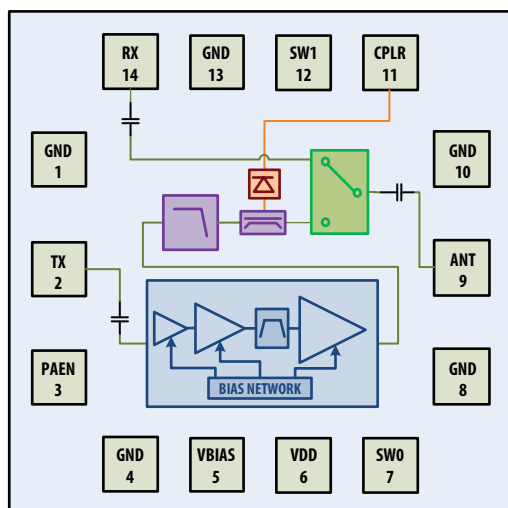 RX
14
GND
13
SW1
12
CPLR
11
GND
1
GND
10
TX
2
ANT
9
PAEN
3
GND
8
BIAS NETWORK
GND
4
VBIAS
5
VDD
6
SW0
7